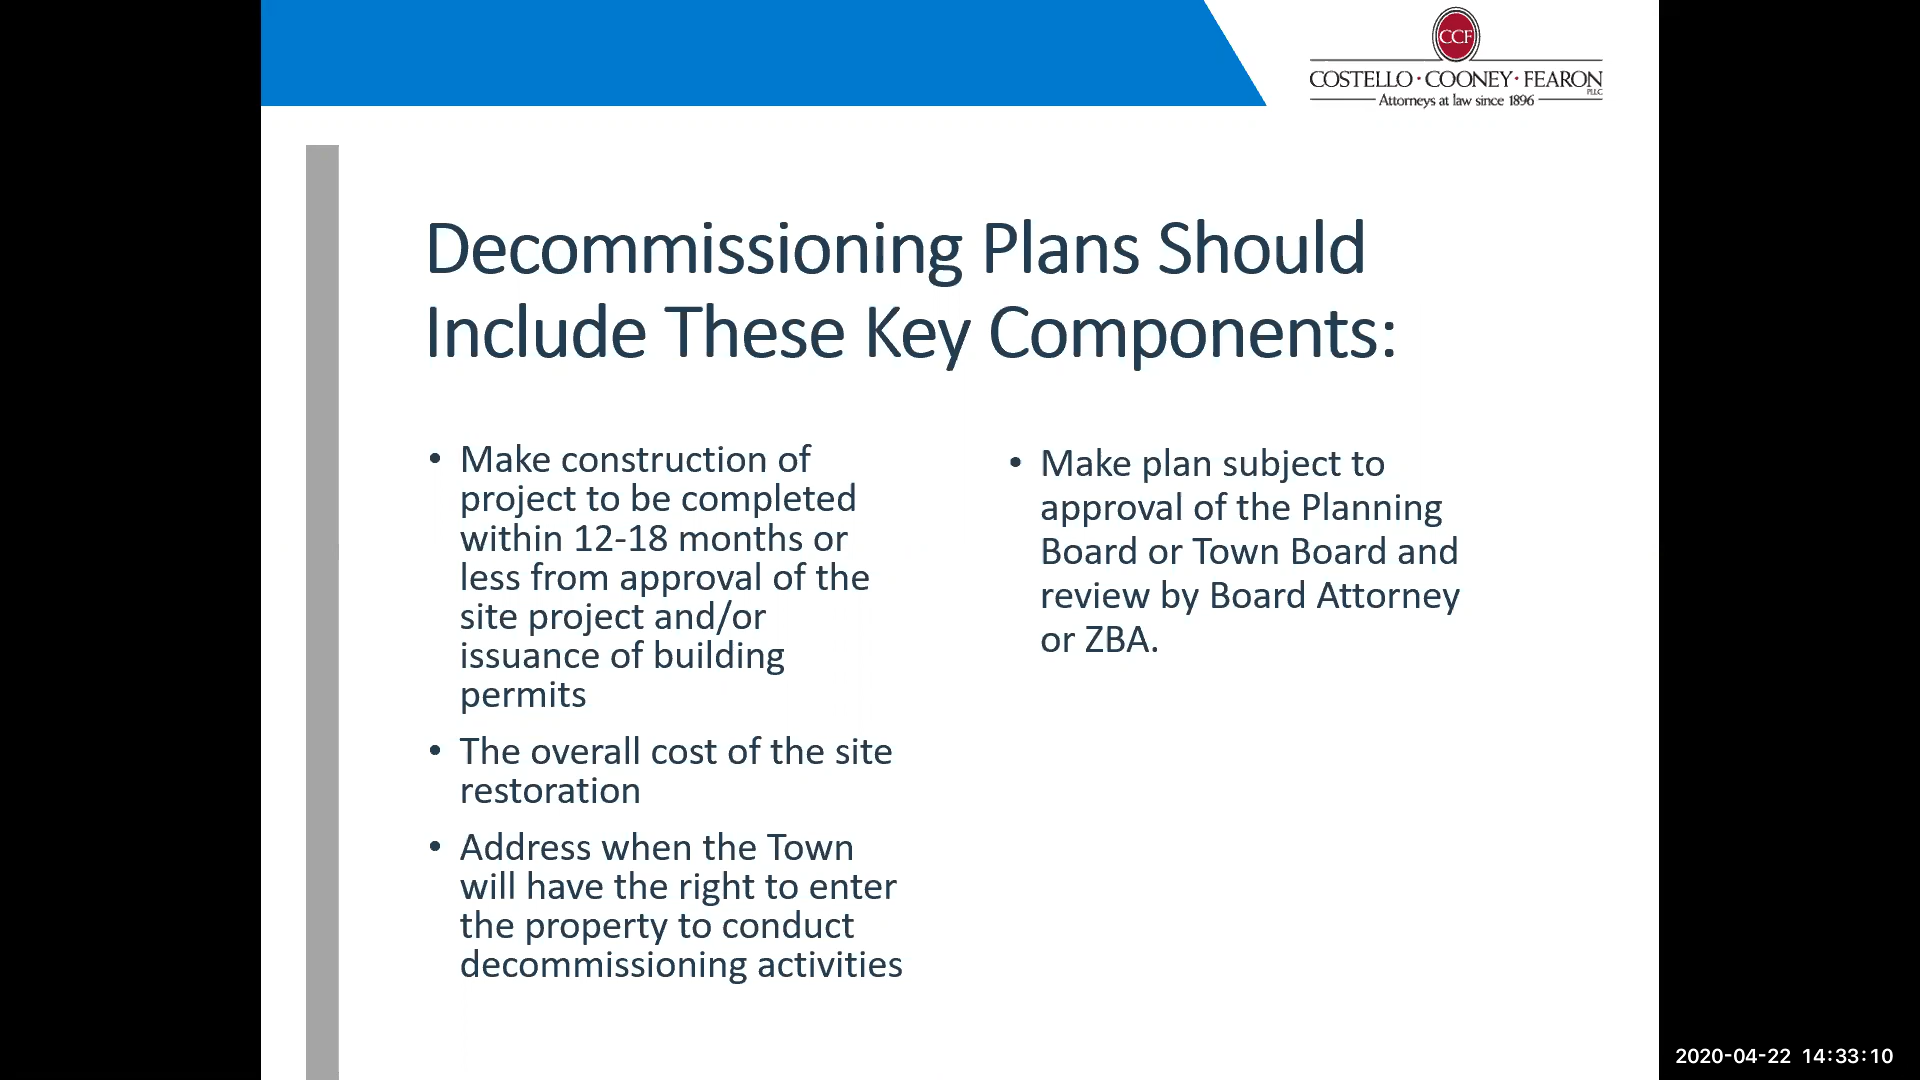 CCF
COSTELLO · COONEY · FEARON
PLLC
Attorneys at law since 1896
Decommissioning Plans Should
Include These Key Components:
• Make construction of
project to be completed
within 12-18 months or
less from approval of the
site project and/or
issuance of building
permits
• The overall cost of the site
restoration
• Address when the Town
will have the right to enter
the property to conduct
decommissioning activities
• Make plan subject to
approval of the Planning
Board or Town Board and
review by Board Attorney
or ZBA.
2020-04-22 14:33:10